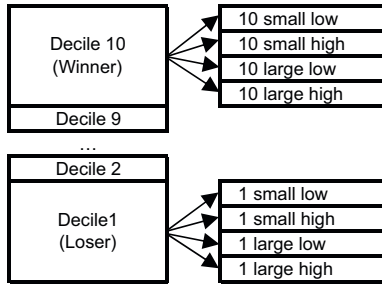 Decile 10
(Winner)
Decile 9
…
Decile 2
Decile1
(Loser)
10 small low
10 small high
10 large low
10 large high
1 small low
1 small high
1 large low
1 large high